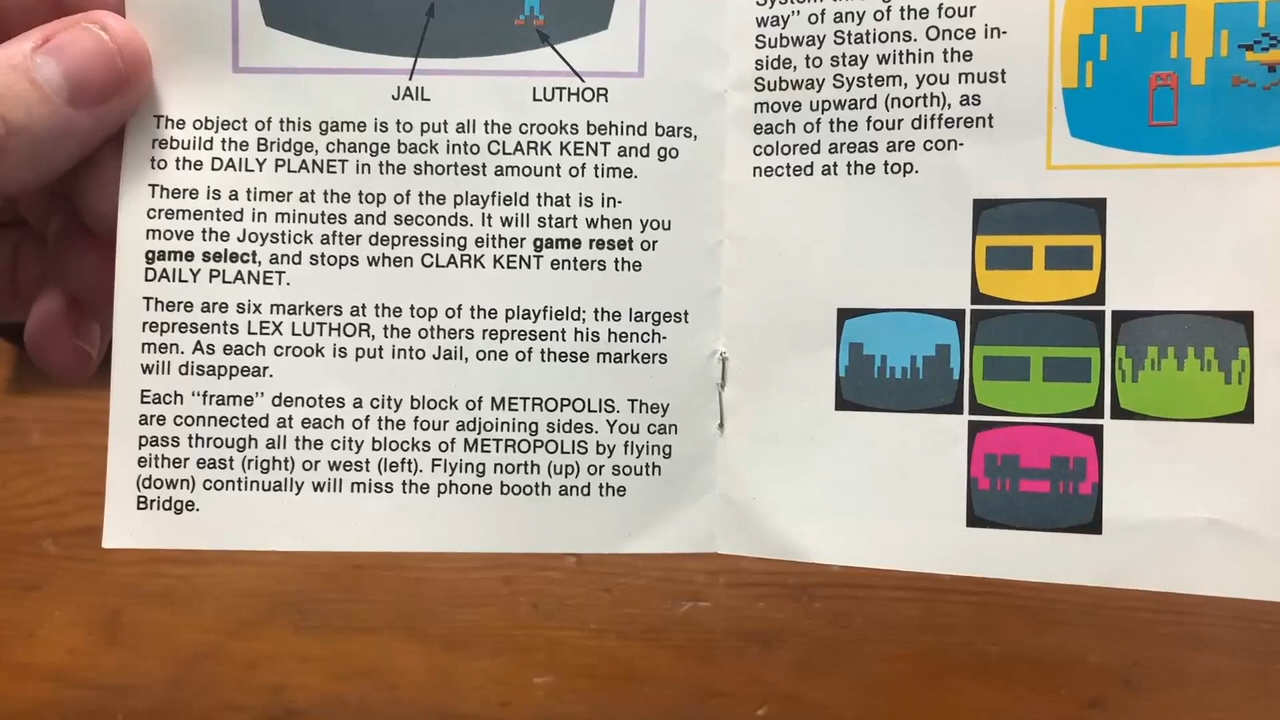 JAIL
LUTHOR
The object of this game is to put all the crooks behind bars,
rebuild the Bridge, change back into CLARK KENT and go
to the DAILY PLANET in the shortest amount of time.
There is a timer at the top of the playfield that is in-
cremented in minutes and seconds. It will start when you
move the Joystick after depressing either game reset or
game select, and stops when CLARK KENT enters the
DAILY PLANET.
There are six markers at the top of the playfield; the largest
represents LEX LUTHOR, the others represent his hench-
men. As each crook is put into Jail, one of these markers
will disappear.
Each “frame” denotes a city block of METROPOLIS. They
are connected at each of the four adjoining sides. You can
pass through all the city blocks of METROPOLIS by flying
either east (right) or west (left). Flying north (up) or south
(down) continually will miss the phone booth and the
Bridge.
way” of any of the four
Subway Stations. Once in-
side, to stay within the
Subway System, you must
move upward (north), as
each of the four different
colored areas are con-
nected at the top.